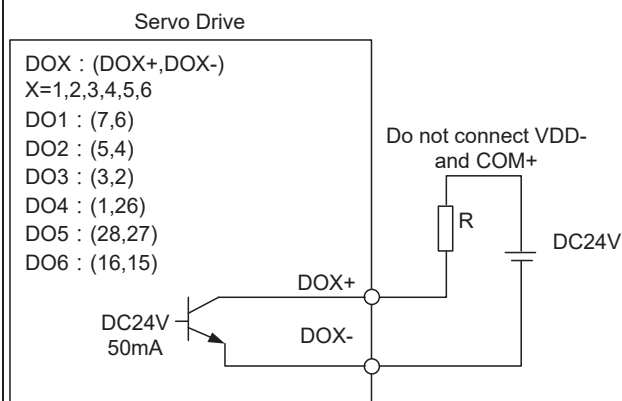 Servo Drive
DOX : (DOX+,DOX-)
X=1,2,3,4,5,6
DO1 : (7,6)
DO2 : (5,4)
DO3 : (3,2)
DO4 : (1,26)
DO5 : (28,27)
DO6 : (16,15)
Do not connect VDD-
and COM+
R
DC24V
DOX+
DC24V
50mA
DOX-